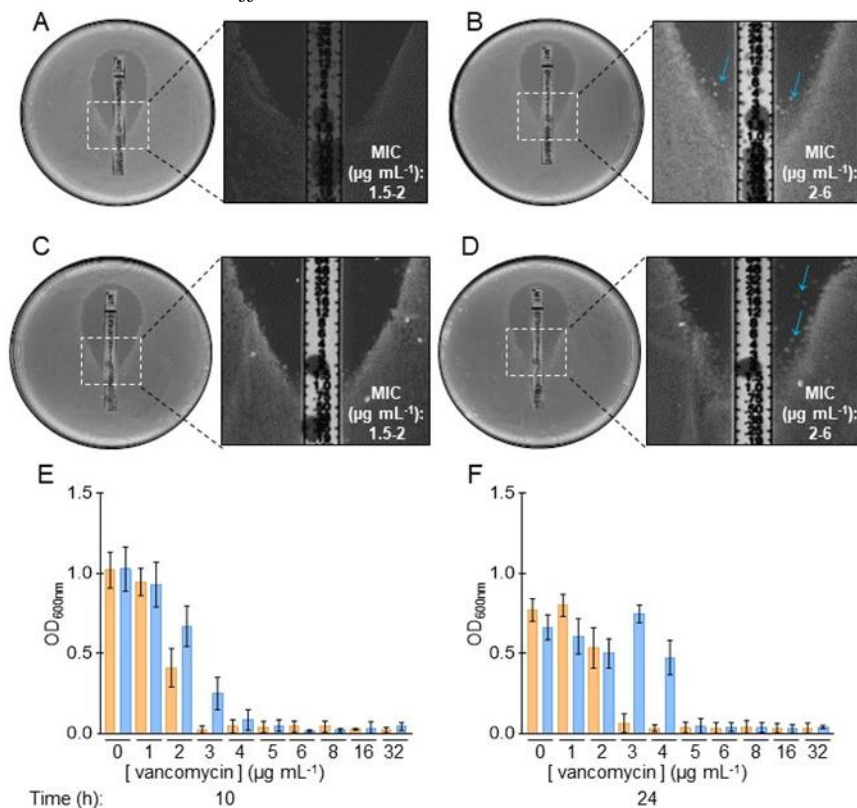 A
MIC
(µg mL-1):
1.5-2
B
MIC
(µg mL-1):
2-6
C
MIC
(µg mL-1):
1.5-2
D
MIC
(µg mL-1):
2-6
E
1.5
1.0
0.5
0.0
OD600nm
0 1 2 3 4 5 6 8 16 32
[vancomycin] (µg mL-1)
Time (h): 10
F
1.5
1.0
0.5
0.0
OD600nm
0 1 2 3 4 5 6 8 16 32
[vancomycin] (µg mL-1)
24